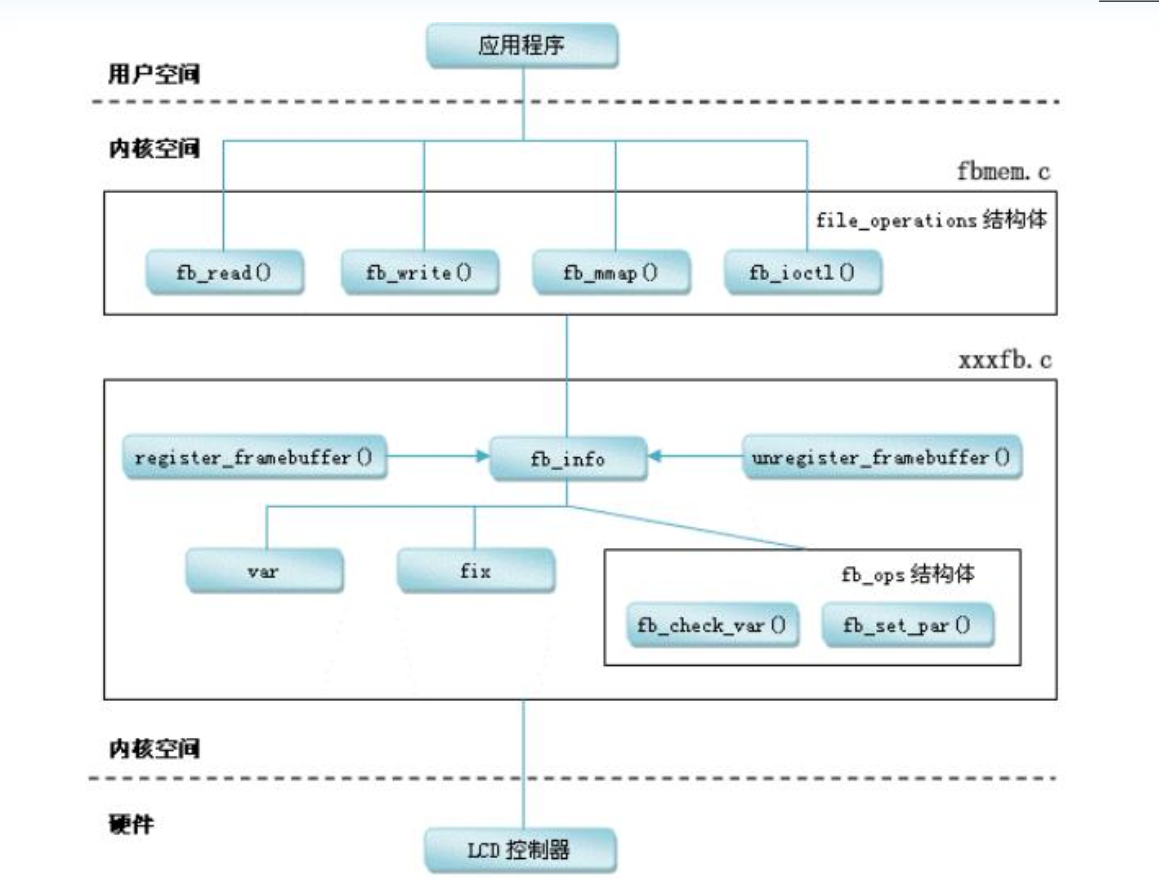 应用程序
用户空间
内核空间
fbmem.c
file_operations 结构体
fb_read()
fb_write()
fb_mmap()
fb_ioctl()
xxxfb.c
register_framebuffer()
fb_info
unregister_framebuffer()
var
fix
fb_ops 结构体
fb_check_var()
fb_set_par()
内核空间
硬件
LCD 控制器